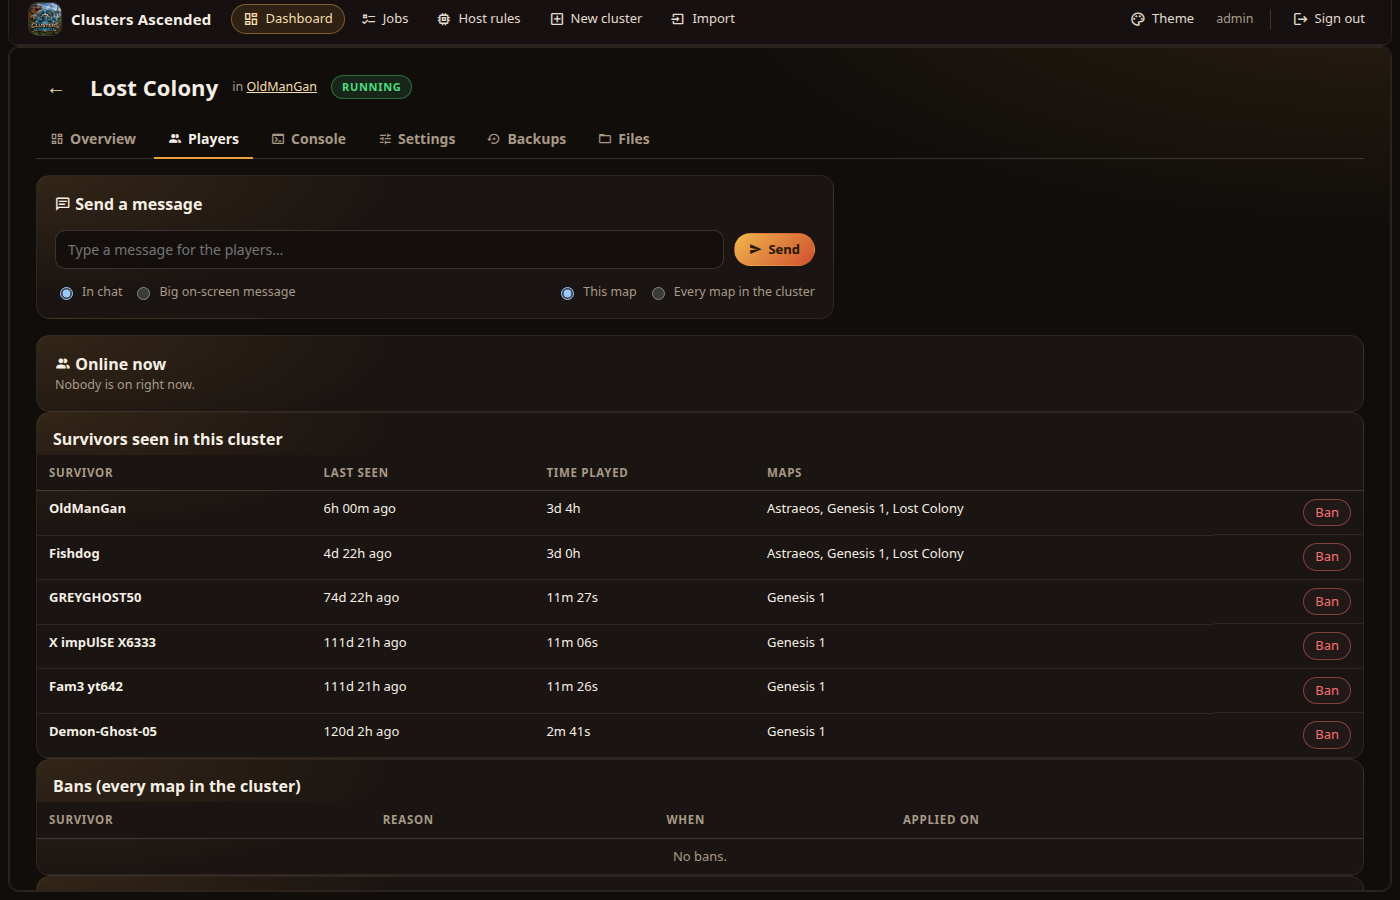 Clusters Ascended Dashboard Jobs Host rules New cluster Import Theme admin Sign out
← Lost Colony in OldManGan RUNNING
Overview Players Console Settings Backups Files
Send a message
Type a message for the players... Send
In chat Big on-screen message This map Every map in the cluster
Online now
Nobody is on right now.
Survivors seen in this cluster
SURVIVOR LAST SEEN TIME PLAYED MAPS
OldManGan 6h 00m ago 3d 4h Astraeos, Genesis 1, Lost Colony Ban
Fishdog 4d 22h ago 3d 0h Astraeos, Genesis 1, Lost Colony Ban
GREYGHOST50 74d 22h ago 11m 27s Genesis 1 Ban
X impUlSE X6333 111d 21h ago 11m 06s Genesis 1 Ban
Fam3 yt642 111d 21h ago 11m 26s Genesis 1 Ban
Demon-Ghost-05 120d 2h ago 2m 41s Genesis 1 Ban
Bans (every map in the cluster)
SURVIVOR REASON WHEN APPLIED ON
No bans.